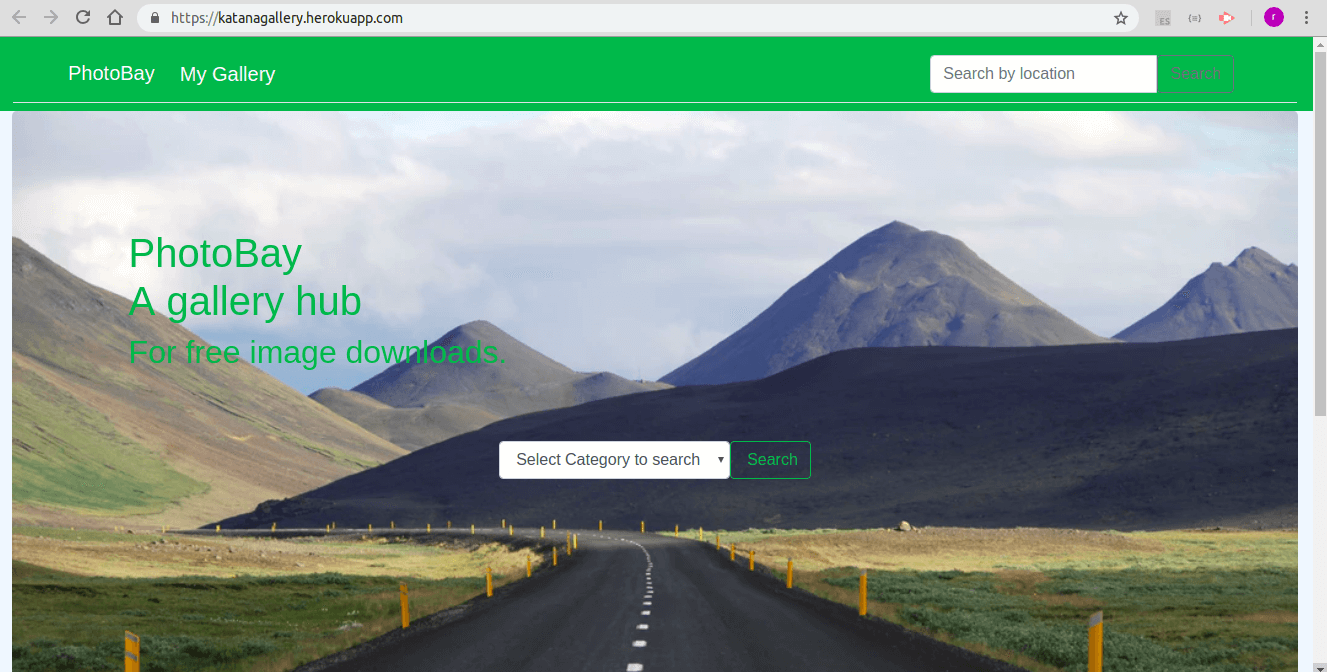 https://katanagallery.herokuapp.com
ES
{=}
r
PhotoBay
My Gallery
Search by location
Search
PhotoBay
A gallery hub
For free image downloads.
Select Category to search
Search